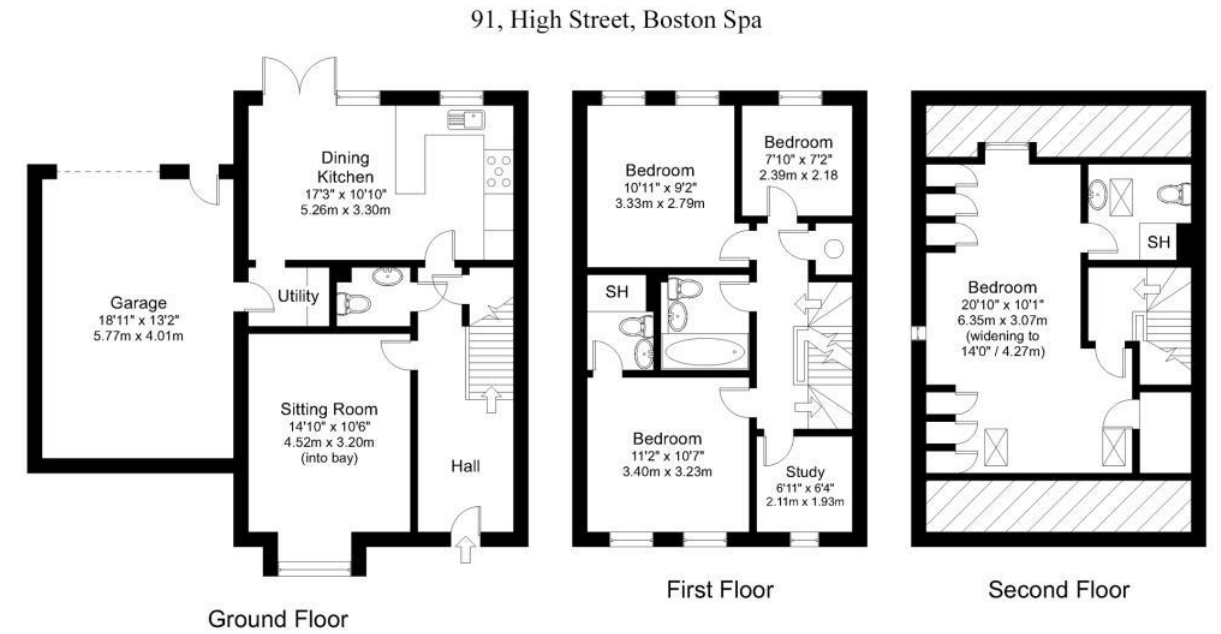 91, High Street, Boston Spa
Dining
Kitchen
17'3" x 10'10"
5.26m x 3.30m
Garage
18'11" x 13'2"
5.77m x 4.01m
Utility
Sitting Room
14'10" x 10'6"
4.52m x 3.20m
(into bay)
Hall
Ground Floor
Bedroom
10'11" x 9'2"
3.33m x 2.79m
Bedroom
7'10" x 7'2"
2.39m x 2.18
SH
Bedroom
11'2" x 10'7"
3.40m x 3.23m
Study
6'11" x 6'4"
2.11m x 1.93m
First Floor
SH
Bedroom
20'10" x 10'1"
6.35m x 3.07m
(widening to
14'0" / 4.27m)
Second Floor